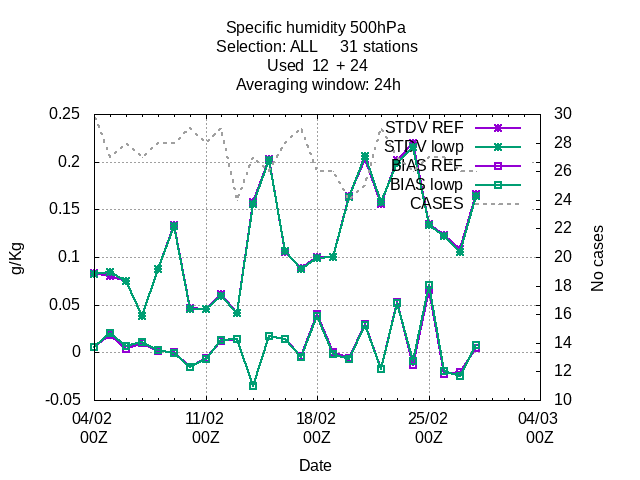 Specific humidity 500hPa
Selection: ALL 31 stations
Used 12 + 24
Averaging window: 24h
0.25
0.2
0.15
0.1
0.05
0
-0.05
g/Kg
STDV REF
STDV lowp
BIAS REF
BIAS lowp
CASES
30
28
26
24
22
20
18
16
14
12
10
No cases
04/02 11/02 18/02 25/02 04/03
00Z 00Z 00Z 00Z 00Z
Date